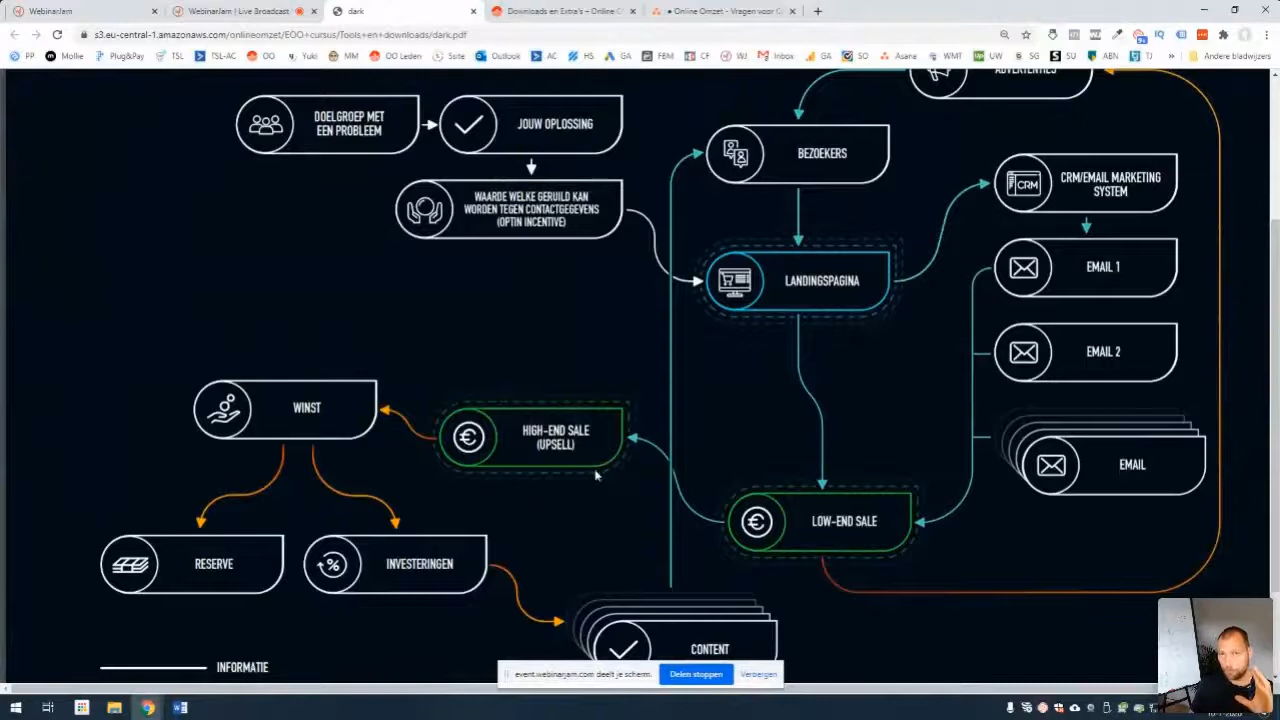 WebinarJam
WebinarJam | Live Broadcast
dark
Downloads en Extra's – Online C
• Online Omzet - Vragen voor C
s3.eu-central-1.amazonaws.com/onlineomzet/EOO+cursus/Tools+en+downloads/dark.pdf
PP
Mollie
Plug&Pay
TSL
TSL-AC
OO
Yuki
MM
OO Leden
Ssite
Outlook
AC
HS
GA
FEM
CF
WJ
Inbox
GA
SO
Asana
WMT
UW
SG
SU
ABN
TJ
Andere bladwijzers
ADVERTENTIES
DOELGROEP MET
EEN PROBLEEM
JOUW OPLOSSING
BEZOEKERS
CRM
CRM/EMAIL MARKETING
SYSTEM
WAARDE WELKE GERUILD KAN
WORDEN TEGEN CONTACTGEGEVENS
(OPTIN INCENTIVE)
LANDINGSPAGINA
EMAIL 1
EMAIL 2
WINST
HIGH-END SALE
(UPSELL)
EMAIL
LOW-END SALE
RESERVE
INVESTERINGEN
CONTENT
INFORMATIE
event.webinarjam.com deelt je scherm.
Delen stoppen
Verbergen